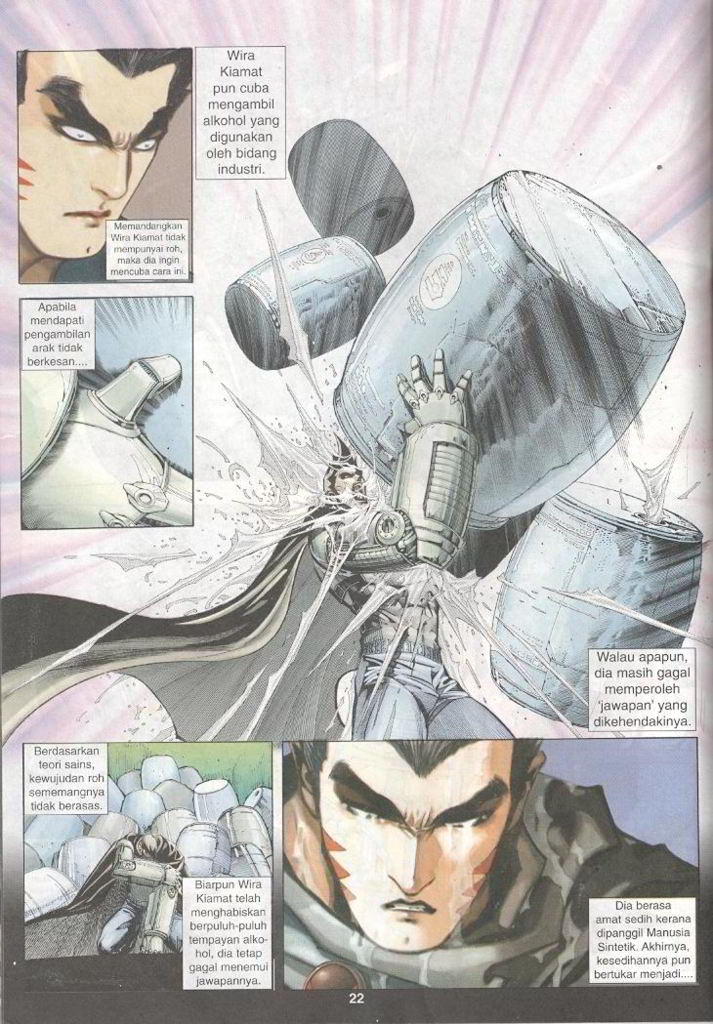 Wira
Kiamat
pun cuba
mengambil
alkohol yang
digunakan
oleh bidang
industri.
Memandangkan
Wira Kiamat tidak
mempunyai roh,
maka dia ingin
mencuba cara ini.
Apabila
mendapati
pengambilan
arak tidak
berkesan....
Walau apapun,
dia masih gagal
memperoleh
'jawapan' yang
dikehendakinya.
Berdasarkan
teori sains,
kewujudan roh
sememangnya
tidak berasas.
Biarpun Wira
Kiamat telah
menghabiskan
berpuluh-puluh
tempayan alko-
hol, dia tetap
gagal menemui
jawapannya.
Dia berasa
amat sedih kerana
dipanggil Manusia
Sintetik. Akhirnya,
kesedihannya pun
bertukar menjadi....
22